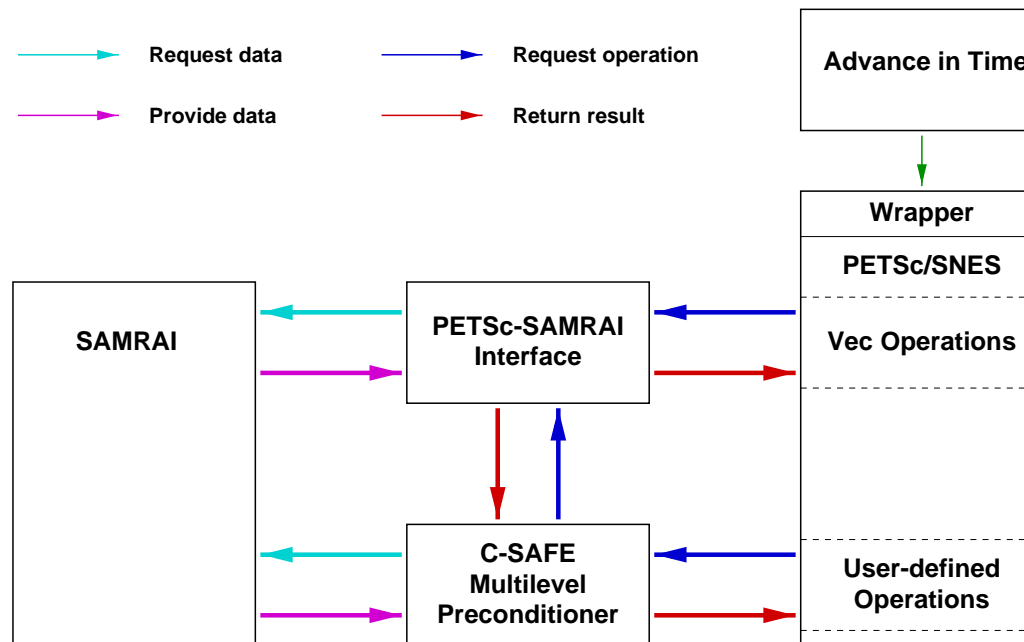 Request data
Request operation
Provide data
Return result
Advance in Time
Wrapper
PETSc/SNES
Vec Operations
SAMRAI
PETSc-SAMRAI
Interface
C-SAFE
Multilevel
Preconditioner
User-defined
Operations